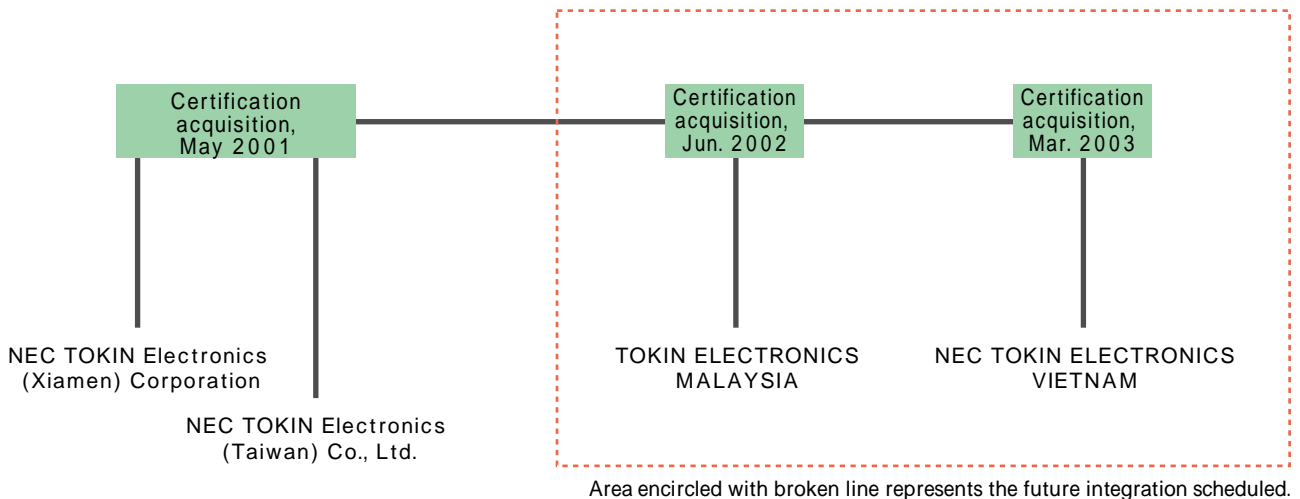 Certification
acquisition,
May 2001
Certification
acquisition,
Jun. 2002
Certification
acquisition,
Mar. 2003
NEC TOKIN Electronics
(Xiamen) Corporation
NEC TOKIN Electronics
(Taiwan) Co., Ltd.
TOKIN ELECTRONICS
MALAYSIA
NEC TOKIN ELECTRONICS
VIETNAM
Area encircled with broken line represents the future integration scheduled.